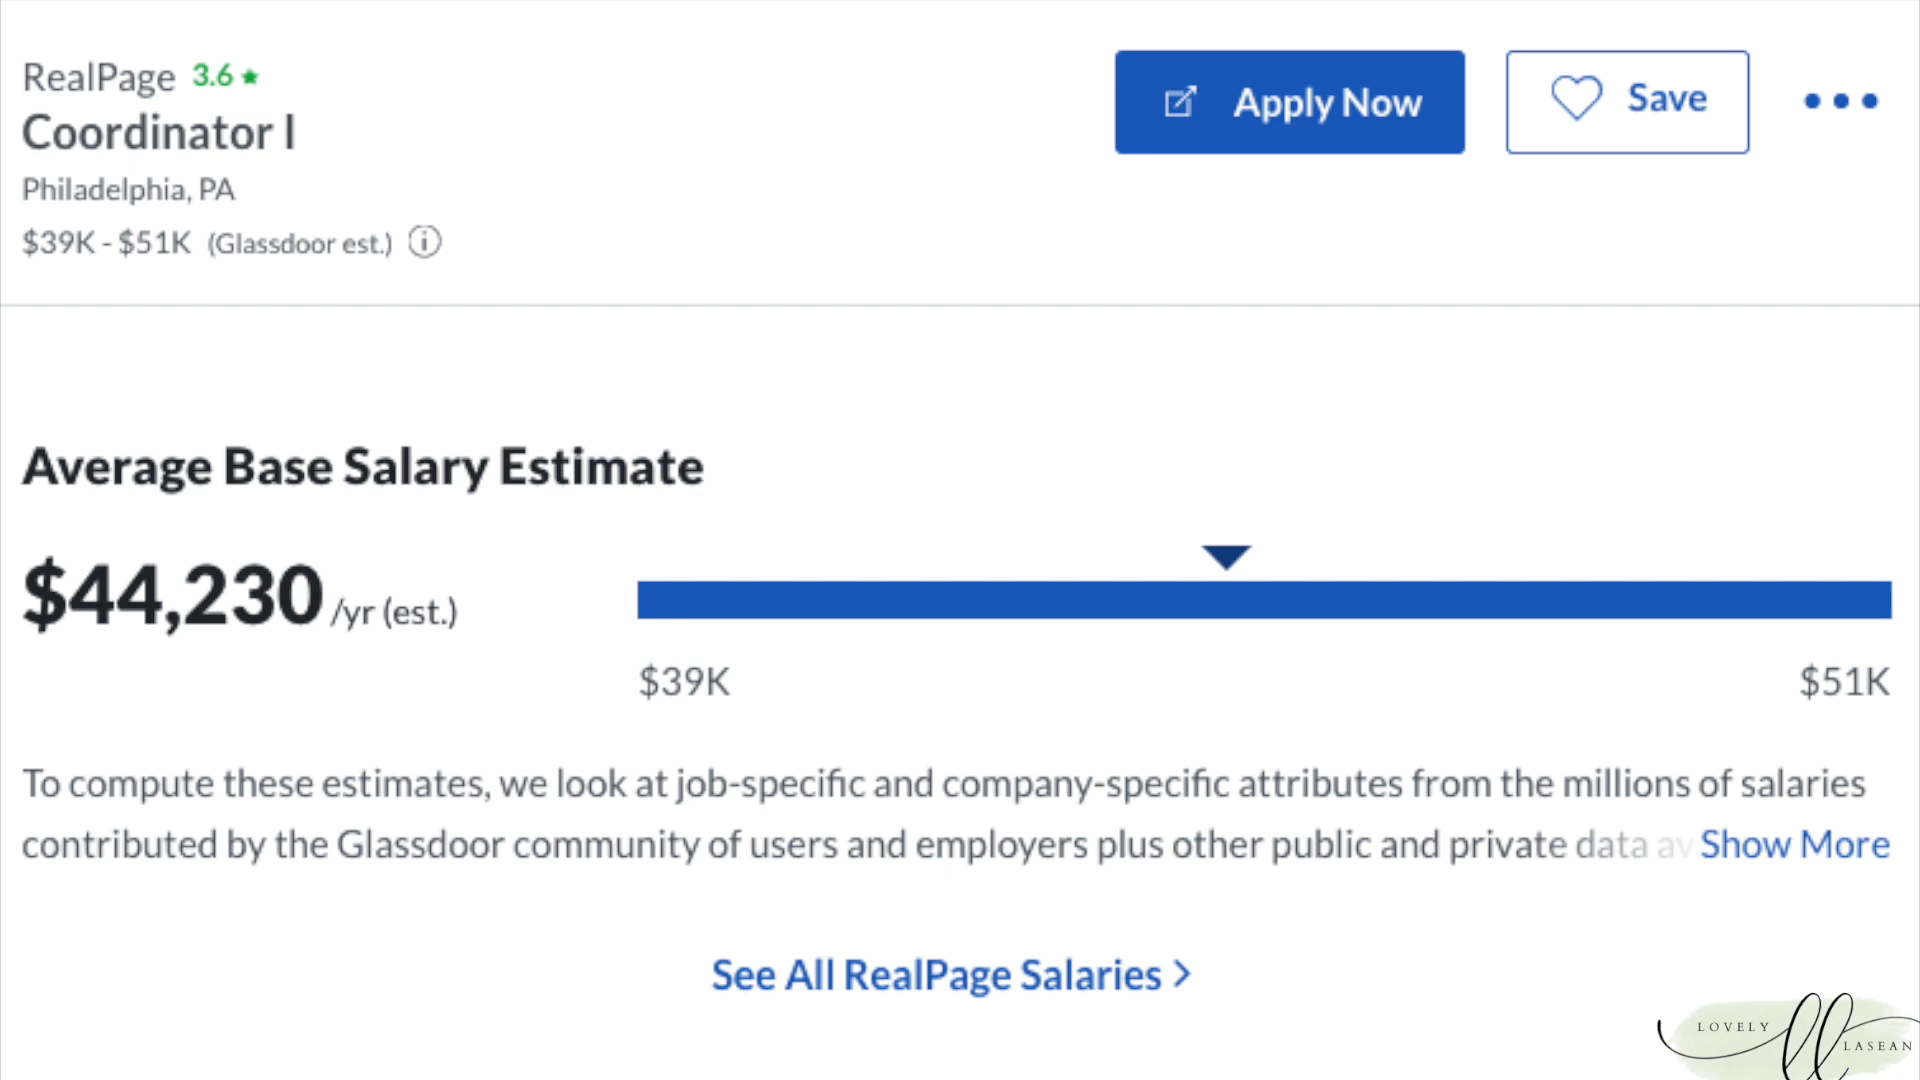 RealPage 3.6 ★
Coordinator I
Philadelphia, PA
$39K - $51K (Glassdoor est.)
Apply Now
Save
Average Base Salary Estimate
$44,230 /yr (est.)
$39K
$51K
To compute these estimates, we look at job-specific and company-specific attributes from the millions of salaries
contributed by the Glassdoor community of users and employers plus other public and private data av Show More
See All RealPage Salaries >
LOVELY
ll
LASEAN